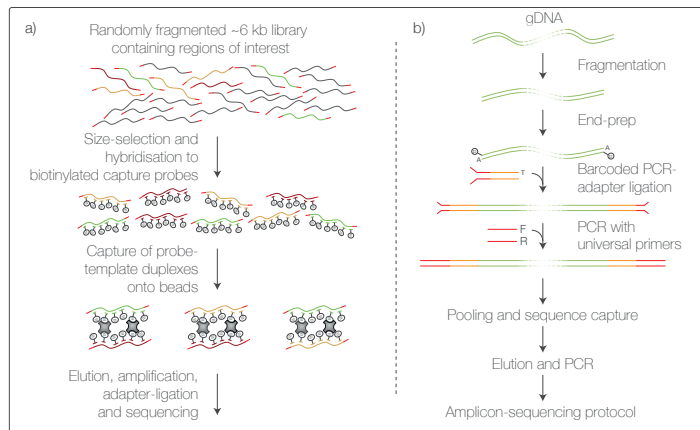 a)
Randomly fragmented ~6 kb library
containing regions of interest
Size-selection and
hybridisation to
biotinylated capture probes
Capture of probe-
template duplexes
onto beads
Elution, amplification,
adapter-ligation
and sequencing
b)
gDNA
Fragmentation
End-prep
A
A
T
Barcoded PCR-
adapter ligation
F
R
PCR with
universal primers
Pooling and sequence capture
Elution and PCR
Amplicon-sequencing protocol